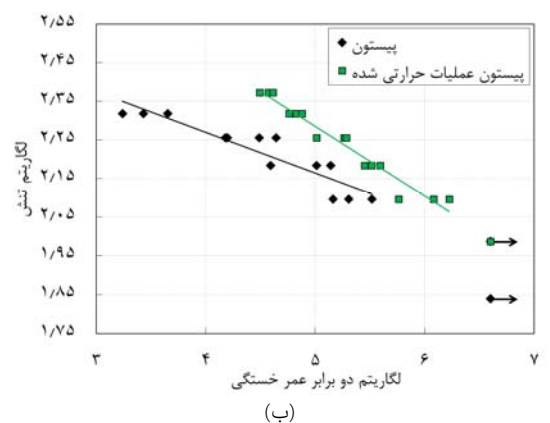 ۲٫۵۵
۲٫۴۵
۲٫۳۵
۲٫۲۵
۲٫۱۵
۲٫۰۵
۱٫۹۵
۱٫۸۵
۱٫۷۵
لگاریتم تنش
پیستون
پیستون عملیات حرارتی شده
۳ ۴ ۵ ۶ ۷
لگاریتم دو برابر عمر خستگی
(ب)